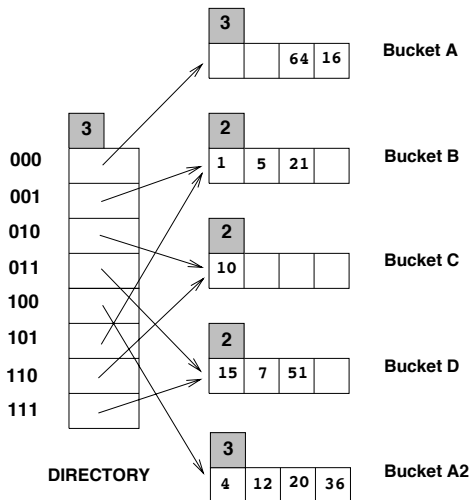 3
64 16
Bucket A
3
2
000
1 5 21
Bucket B
001
010
2
011
10
Bucket C
100
101
2
110
15 7 51
Bucket D
111
3
DIRECTORY
4 12 20 36
Bucket A2